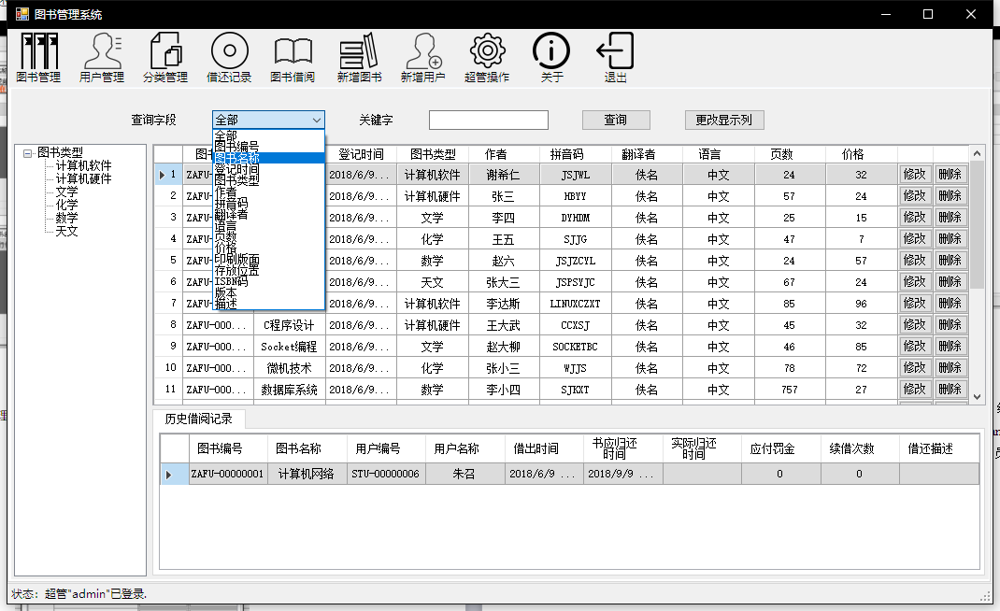 图书管理系统
图书管理 用户管理 分类管理 借还记录 图书借阅 新增图书 新增用户 超管操作 关于 退出
查询字段 全部 关键字 查询 更改显示列
全部
图书编号
图书名称
登记时间
图书类型
作者
拼音码
翻译者
语言
页数
价格
印刷版面
存放位置
ISBN码
版本
描述
图书类型
计算机软件
计算机硬件
文学
化学
数学
天文
登记时间 图书类型 作者 拼音码 翻译者 语言 页数 价格
1 ZAFU- 2018/6/9... 计算机软件 谢希仁 JSJWL 佚名 中文 24 32 修改 删除
2 ZAFU- 2018/6/9... 计算机硬件 张三 HBYY 佚名 中文 57 24 修改 删除
3 ZAFU- 2018/6/9... 文学 李四 DYHDM 佚名 中文 25 15 修改 删除
4 ZAFU- 2018/6/9... 化学 王五 SJJG 佚名 中文 47 7 修改 删除
5 ZAFU- 2018/6/9... 数学 赵六 JSJZCYL 佚名 中文 24 57 修改 删除
6 ZAFU- 2018/6/9... 天文 张大三 JSPSYJC 佚名 中文 67 24 修改 删除
7 ZAFU- 2018/6/9... 计算机软件 李达斯 LINUXCZXT 佚名 中文 85 96 修改 删除
8 ZAFU-000... C程序设计 2018/6/9... 计算机硬件 王大武 CCXSJ 佚名 中文 45 32 修改 删除
9 ZAFU-000... Socket编程 2018/6/9... 文学 赵大柳 SOCKETBC 佚名 中文 46 85 修改 删除
10 ZAFU-000... 微机技术 2018/6/9... 化学 张小三 WJJS 佚名 中文 78 72 修改 删除
11 ZAFU-000... 数据库系统 2018/6/9... 数学 李小四 SJKXT 佚名 中文 757 27 修改 删除
历史借阅记录
图书编号 图书名称 用户编号 用户名称 借出时间 书应归还时间 实际归还时间 应付罚金 续借次数 借还描述
ZAFU-00000001 计算机网络 STU-00000006 朱召 2018/6/9 ... 2018/9/9 ... 0 0
状态: 超管"admin"已登录.